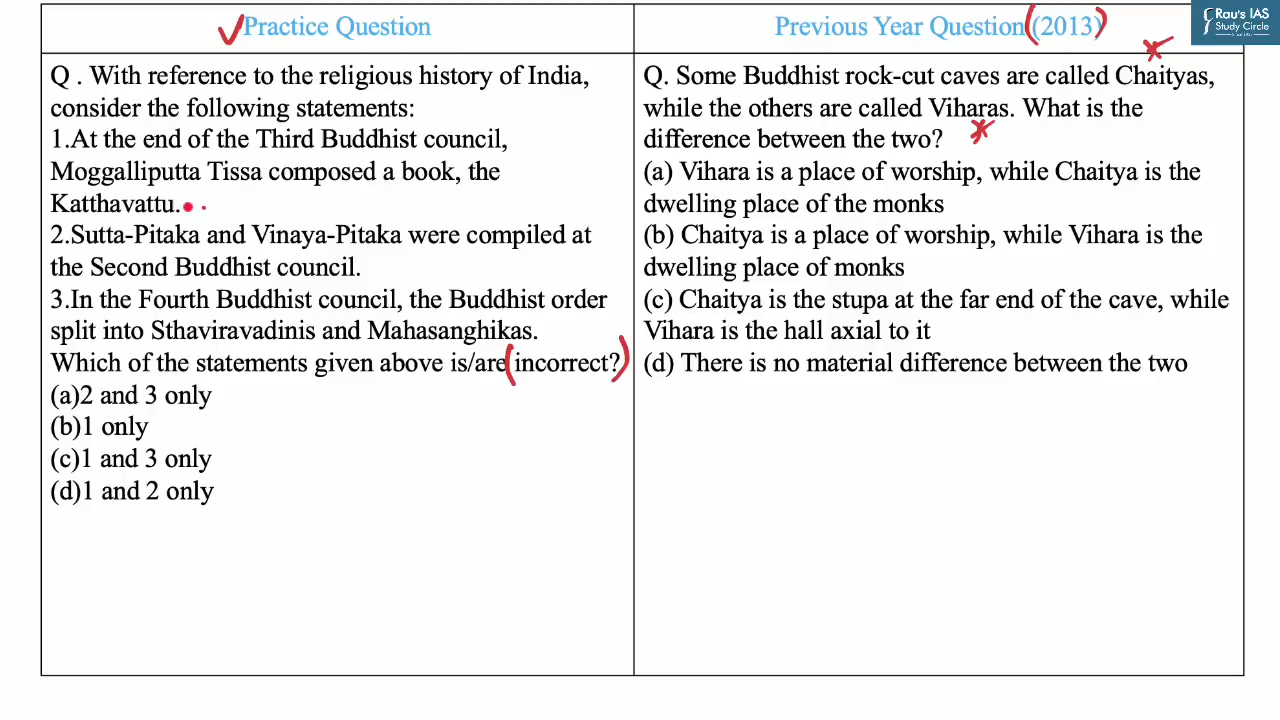 Practice Question
Q . With reference to the religious history of India,
consider the following statements:
1.At the end of the Third Buddhist council,
Moggalliputta Tissa composed a book, the
Katthavattu.
2.Sutta-Pitaka and Vinaya-Pitaka were compiled at
the Second Buddhist council.
3.In the Fourth Buddhist council, the Buddhist order
split into Sthaviravadinis and Mahasanghikas.
Which of the statements given above is/are incorrect?
(a)2 and 3 only
(b)1 only
(c)1 and 3 only
(d)1 and 2 only
Previous Year Question (2013)
Q. Some Buddhist rock-cut caves are called Chaityas,
while the others are called Viharas. What is the
difference between the two?
(a) Vihara is a place of worship, while Chaitya is the
dwelling place of the monks
(b) Chaitya is a place of worship, while Vihara is the
dwelling place of monks
(c) Chaitya is the stupa at the far end of the cave, while
Vihara is the hall axial to it
(d) There is no material difference between the two
Rau's IAS
Study Circle